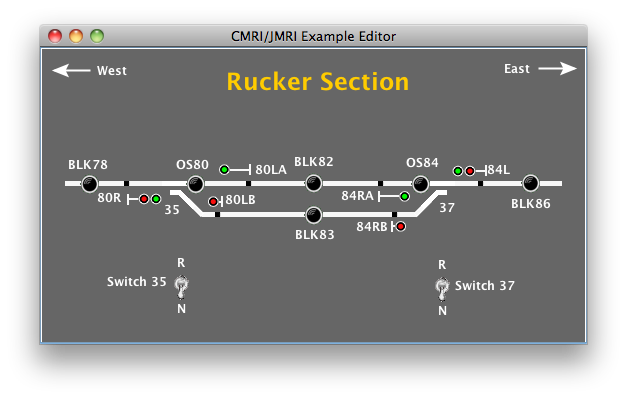 CMRI/JMRI Example Editor
West
East
Rucker Section
BLK78
OS80
80LA
BLK82
OS84
84L
80R
35
80LB
84RA
37
BLK86
BLK83
84RB
R
R
Switch 35
Switch 37
N
N